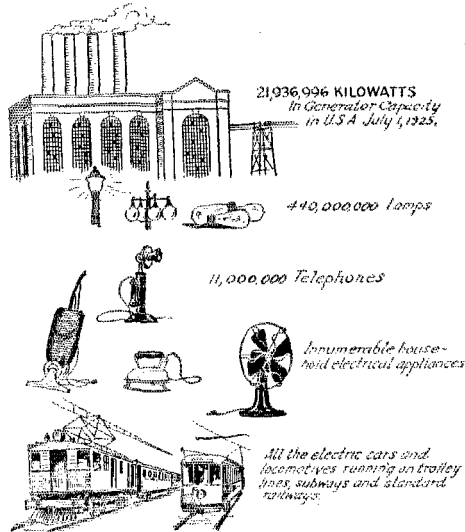 21,936,996 KILOWATTS
In Generator Capacity
in U.S.A. July 1, 1925.
440,000,000 Lamps
11,000,000 Telephones
Innumerable house-
hold electrical appliances
All the electric cars and
locomotives running on trolley
lines, subways and standard
railways.